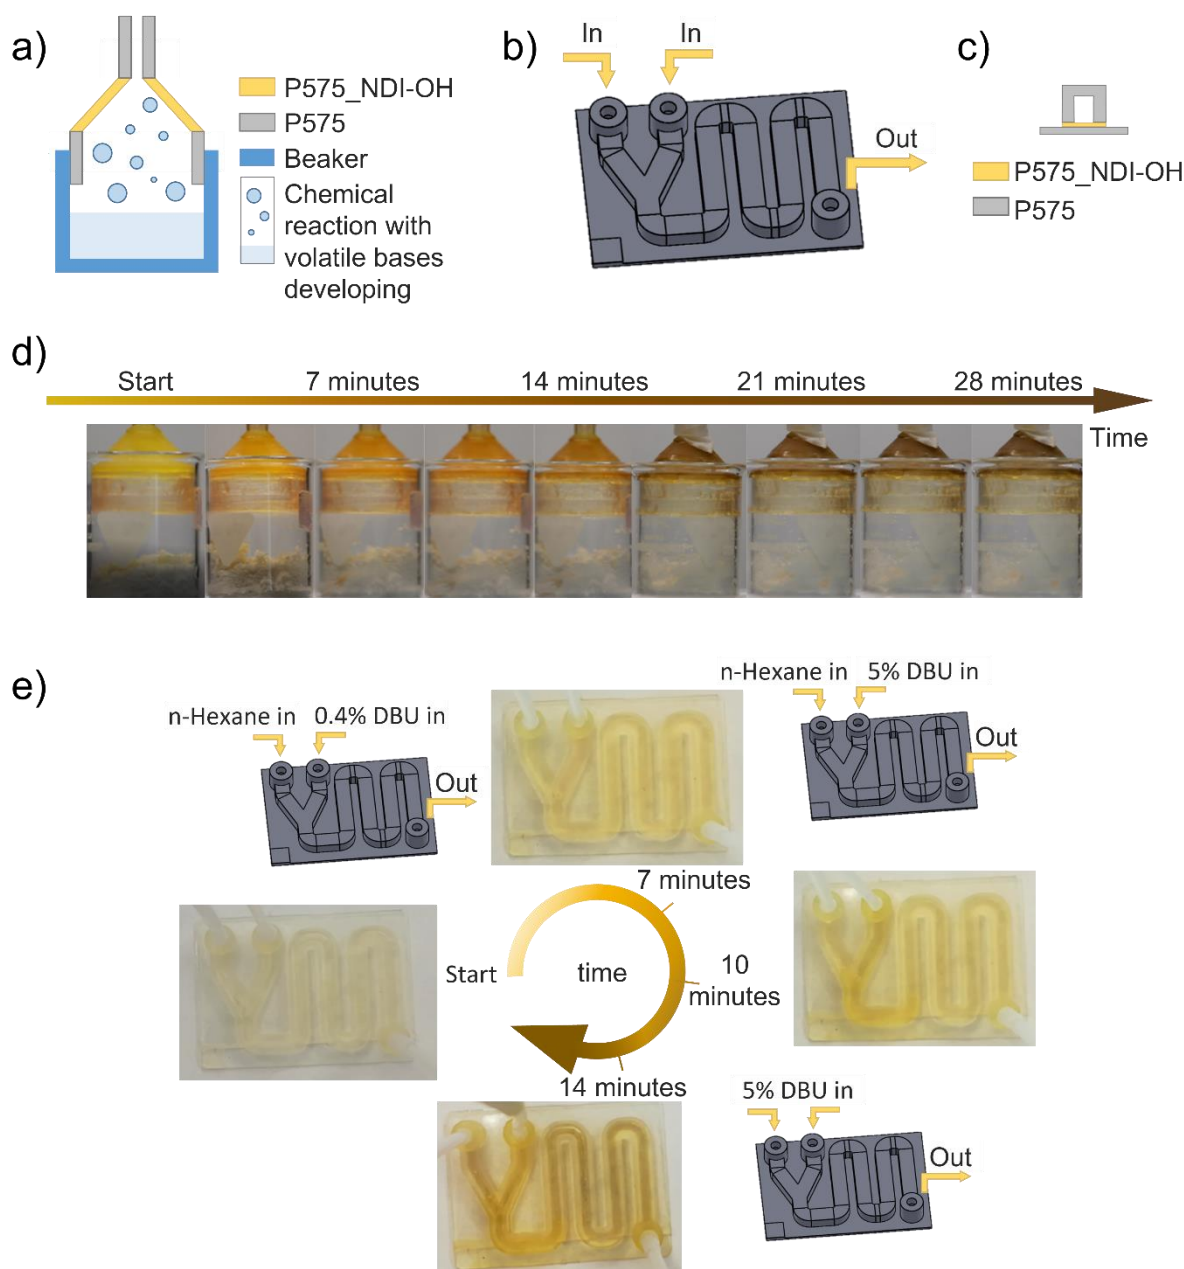 a)
P575_NDI-OH
P575
Beaker
Chemical
reaction with
volatile bases
developing
b)
In
In
Out
c)
P575_NDI-OH
P575
d)
Start
7 minutes
14 minutes
21 minutes
28 minutes
Time
e)
n-Hexane in
0.4% DBU in
Out
n-Hexane in
5% DBU in
Out
7 minutes
Start
time
10
minutes
14 minutes
5% DBU in
Out